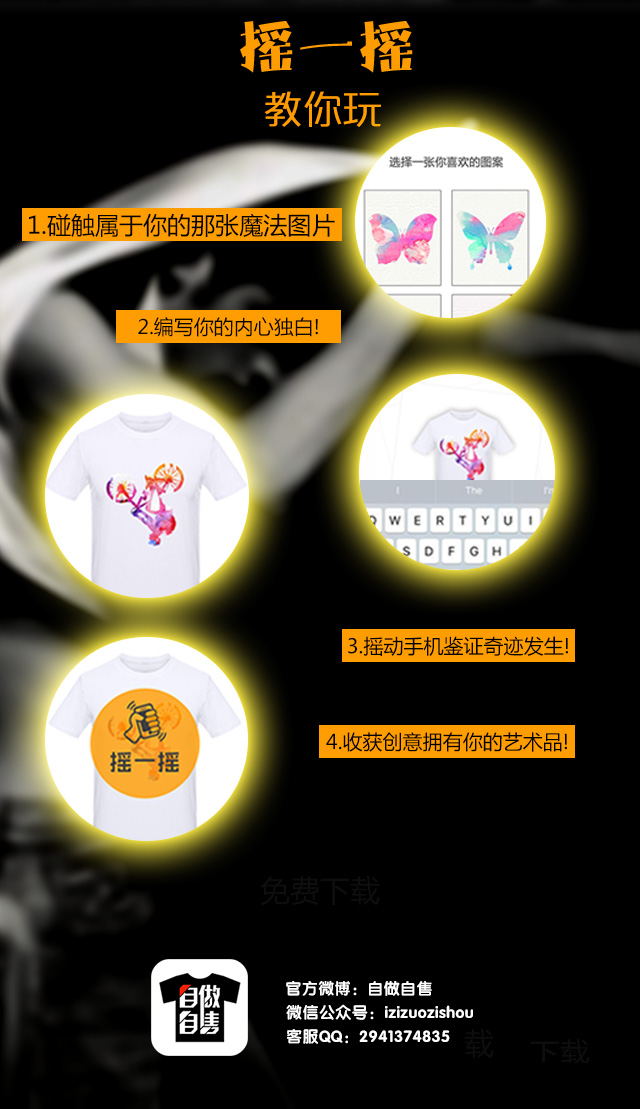 摇一摇
教你玩
选择一张你喜欢的图案
1.碰触属于你的那张魔法图片
2.编写你的内心独白!
I The I'm
Q W E R T Y U I
S D F G H
3.摇动手机鉴证奇迹发生!
摇一摇
4.收获创意拥有你的艺术品!
免费下载
自做
自售
官方微博：自做自售
微信公众号：izizuozishou
客服QQ：2941374835
载
下载